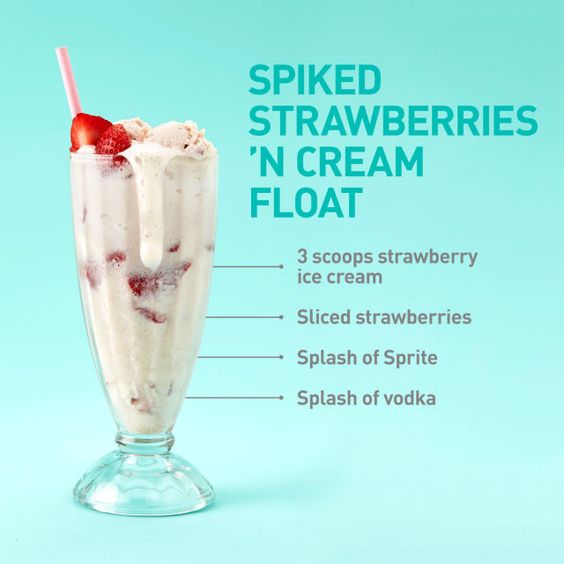 SPIKED
STRAWBERRIES
’N CREAM
FLOAT
3 scoops strawberry
ice cream
Sliced strawberries
Splash of Sprite
Splash of vodka